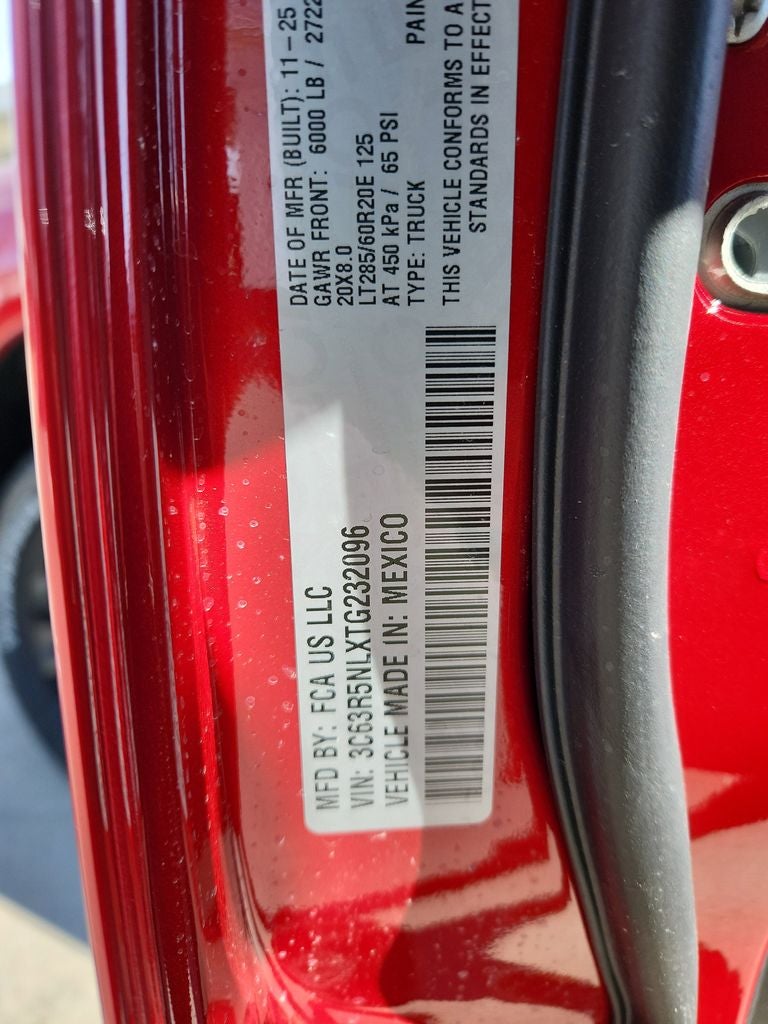 MFD BY: FCA US LLC
VIN: 3C63R5NLXTG232096
VEHICLE MADE IN: MEXICO
DATE OF MFR (BUILT): 11-25
GAWR FRONT: 6000 LB / 2722
20X8.0
LT285/60R20E 125
AT 450 kPa / 65 PSI
TYPE: TRUCK
PAIN
THIS VEHICLE CONFORMS TO A
STANDARDS IN EFFECT